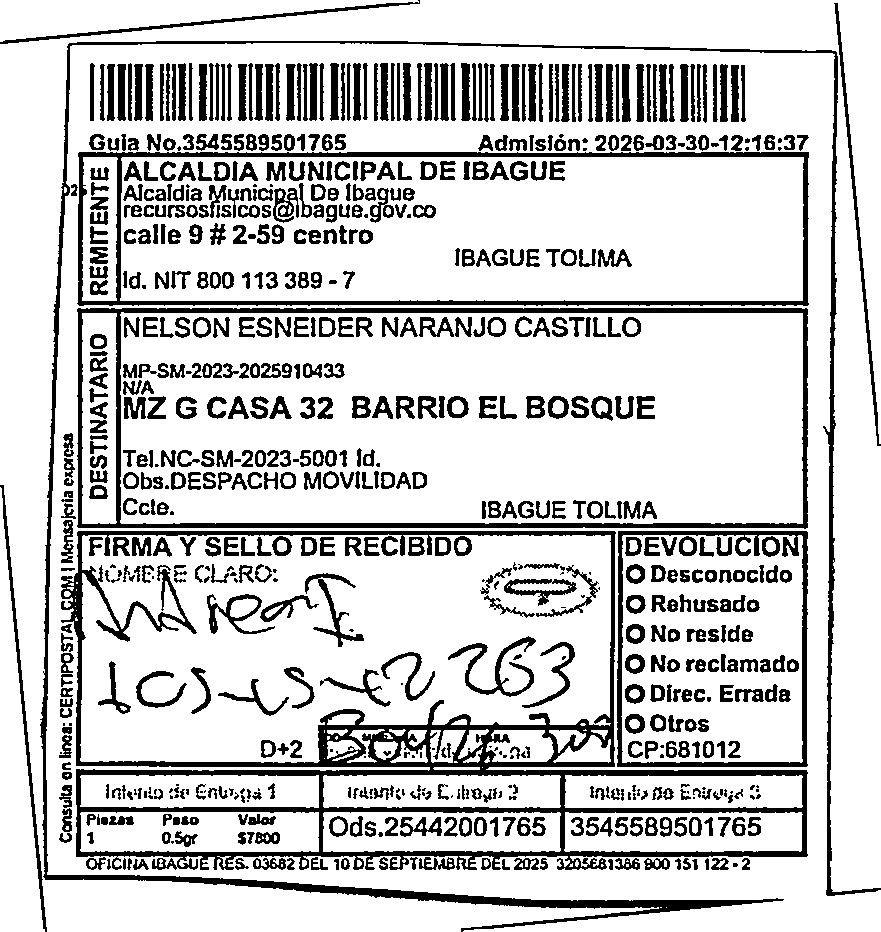 Guia No.3545589501765
Admisión: 2026-03-30-12:16:37
REMITENTE
ALCALDIA MUNICIPAL DE IBAGUE
Alcaldia Municipal De Ibague
recursosfisicos@ibague.gov.co
calle 9 # 2-59 centro
IBAGUE TOLIMA
Id. NIT 800 113 389 - 7
DESTINATARIO
NELSON ESNEIDER NARANJO CASTILLO
MP-SM-2023-2025910433
N/A
MZ G CASA 32 BARRIO EL BOSQUE
Tel.NC-SM-2023-5001 Id.
Obs.DESPACHO MOVILIDAD
Ccte.
IBAGUE TOLIMA
Consulta en linea: CERTIPOSTAL.COM | Mensajeria expresa
FIRMA Y SELLO DE RECIBIDO
NOMBRE CLARO:
D+2
DEVOLUCION
Desconocido
Rehusado
No reside
No reclamado
Direc. Errada
Otros
CP:681012
Intento de Entrega 1
Intento de Entrega 2
Intento de Entrega 3
Piezas Peso Valor
1 0.5gr $7800
Ods.25442001765
3545589501765
OFICINA IBAGUE RES. 03682 DEL 10 DE SEPTIEMBRE DEL 2025 3205681386 900 151 122 - 2